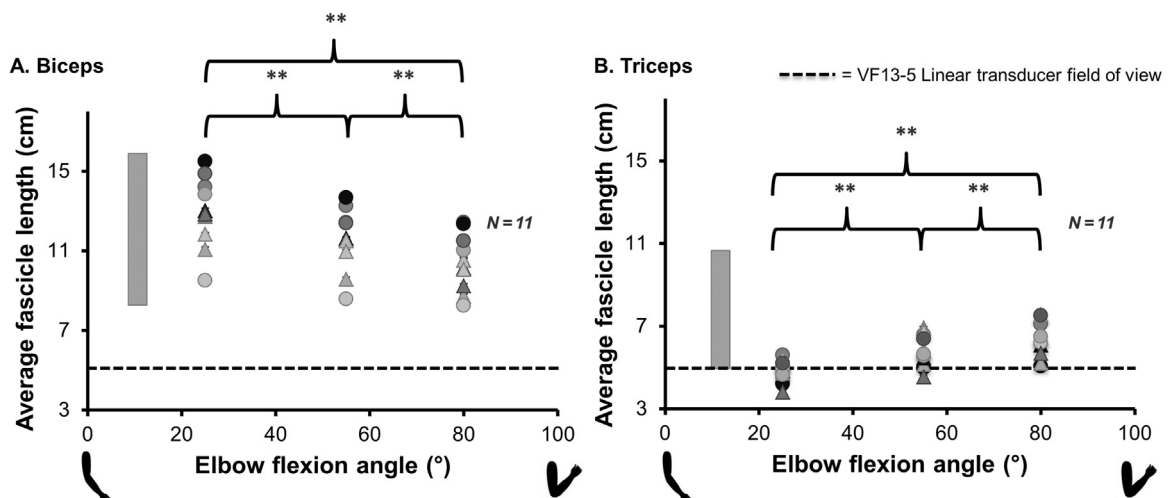 **
A. Biceps
** **
Average fascicle length (cm)
15
11
7
3
N = 11
0 20 40 60 80 100
Elbow flexion angle (°)
B. Triceps
= VF13-5 Linear transducer field of view
**
** **
Average fascicle length (cm)
15
11
7
3
N = 11
0 20 40 60 80 100
Elbow flexion angle (°)